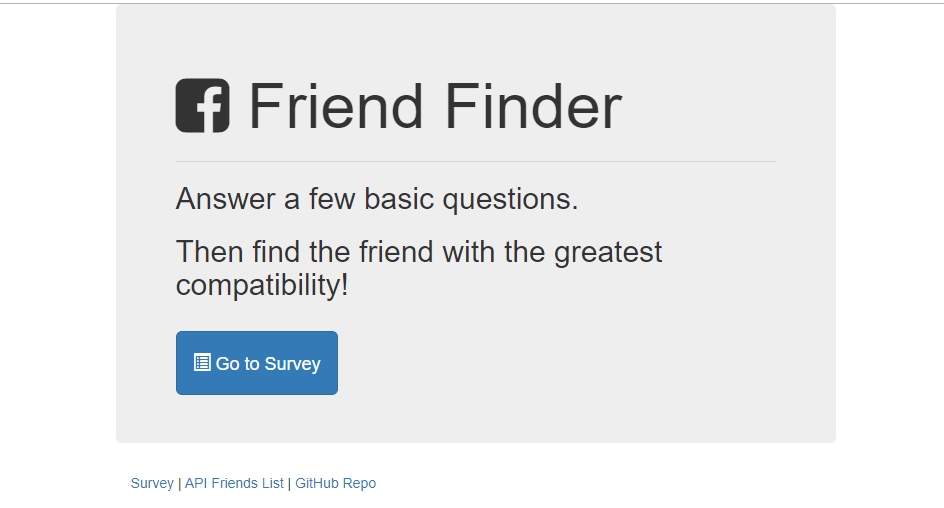 Friend Finder
Answer a few basic questions.
Then find the friend with the greatest
compatibility!
Go to Survey
Survey | API Friends List | GitHub Repo